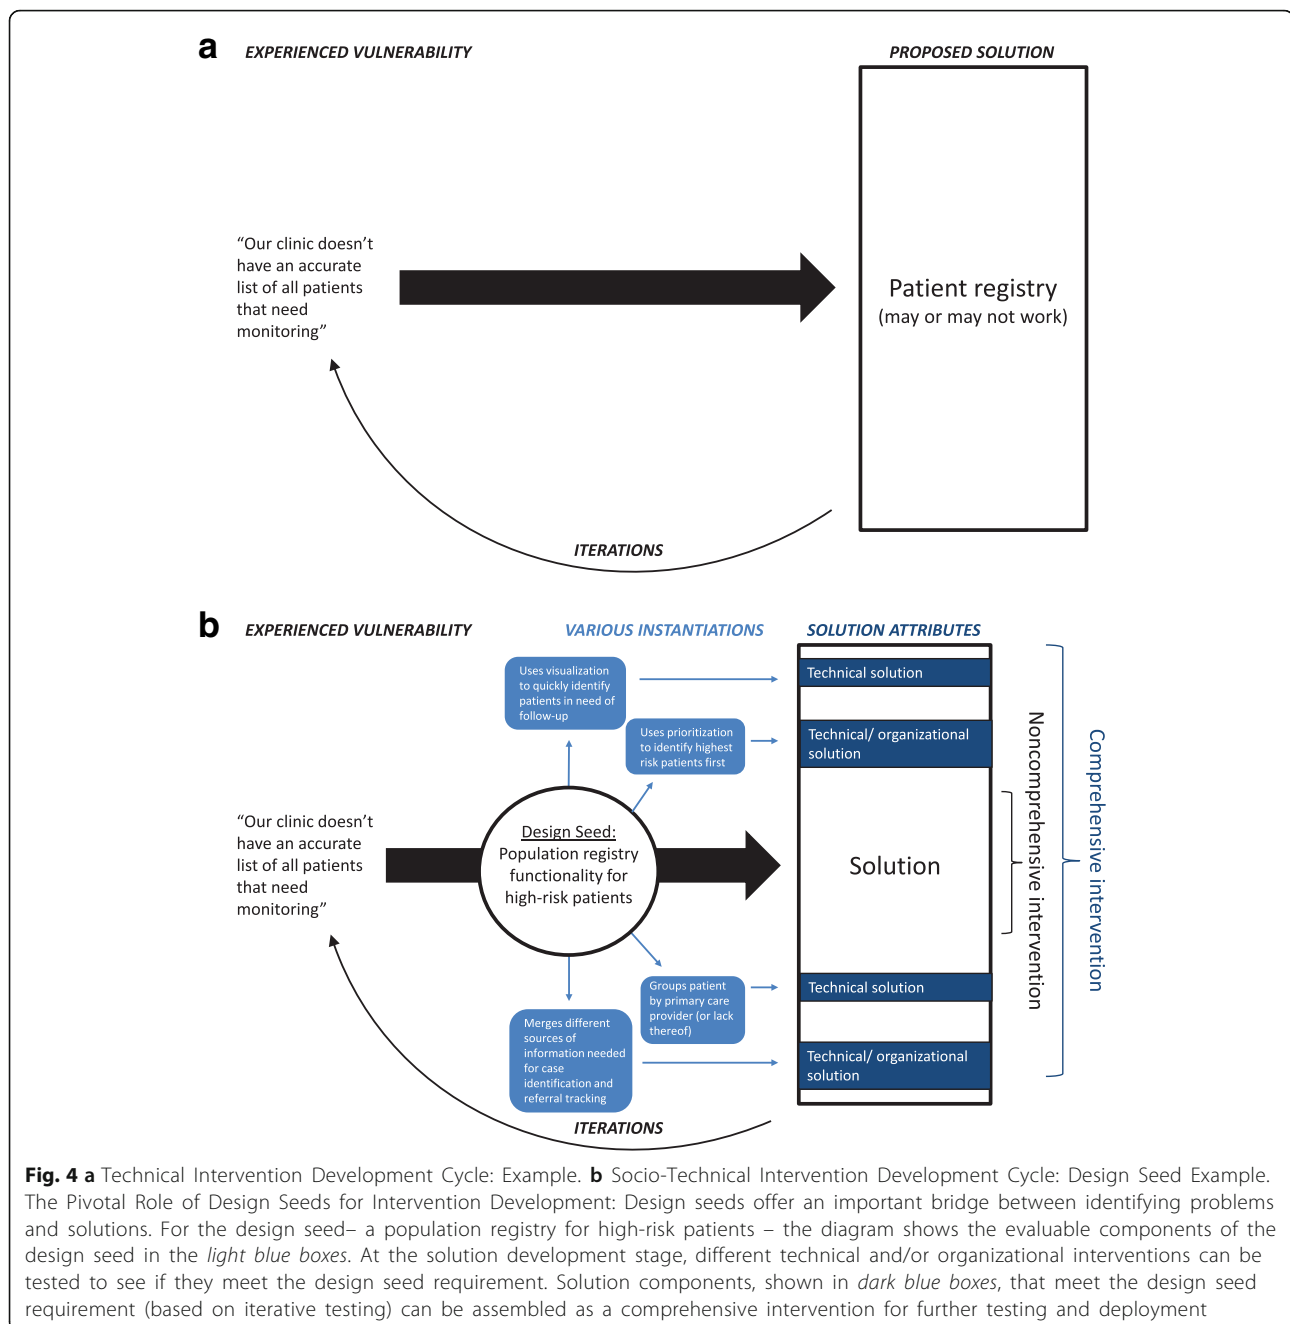 a
EXPERIENCED VULNERABILITY
PROPOSED SOLUTION
“Our clinic doesn’t
have an accurate
list of all patients
that need
monitoring”
Patient registry
(may or may not work)
ITERATIONS
b
EXPERIENCED VULNERABILITY
VARIOUS INSTANTIATIONS
SOLUTION ATTRIBUTES
Uses visualization
to quickly identify
patients in need of
follow-up
Technical solution
Uses prioritization
to identify highest
risk patients first
Technical/ organizational
solution
“Our clinic doesn’t
have an accurate
list of all patients
that need
monitoring”
Design Seed:
Population registry
functionality for
high-risk patients
Solution
Noncomprehensive intervention
Comprehensive intervention
Groups patient
by primary care
provider (or lack
thereof)
Technical solution
Merges different
sources of
information needed
for case
identification and
referral tracking
Technical/ organizational
solution
ITERATIONS
Fig. 4 a Technical Intervention Development Cycle: Example. b Socio-Technical Intervention Development Cycle: Design Seed Example.
The Pivotal Role of Design Seeds for Intervention Development: Design seeds offer an important bridge between identifying problems
and solutions. For the design seed– a population registry for high-risk patients – the diagram shows the evaluable components of the
design seed in the light blue boxes. At the solution development stage, different technical and/or organizational interventions can be
tested to see if they meet the design seed requirement. Solution components, shown in dark blue boxes, that meet the design seed
requirement (based on iterative testing) can be assembled as a comprehensive intervention for further testing and deployment